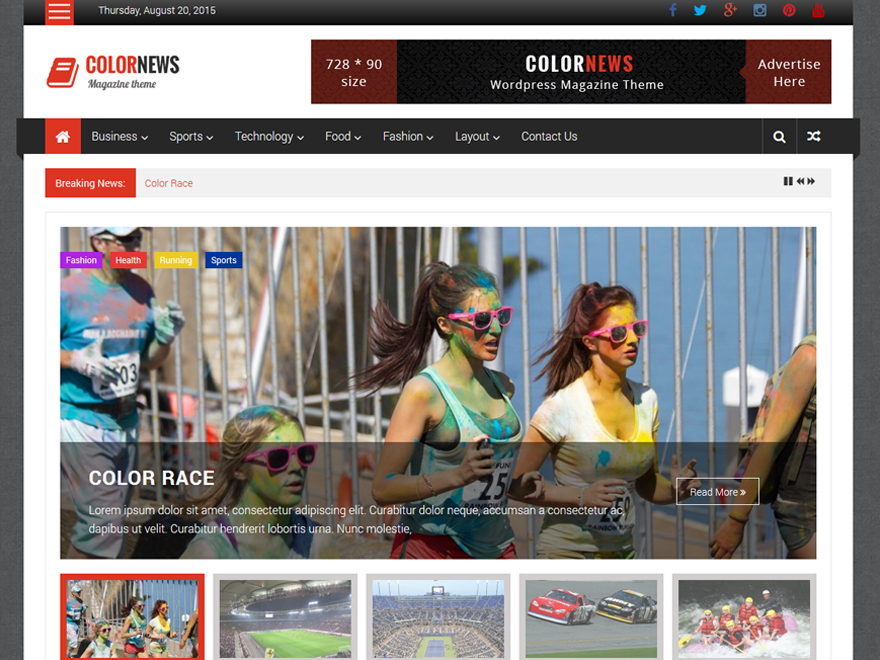 Thursday, August 20, 2015
COLORNEWS
Magazine theme
728 * 90
size
COLORNEWS
Wordpress Magazine Theme
Advertise
Here
Business
Sports
Technology
Food
Fashion
Layout
Contact Us
Breaking News:
Color Race
Fashion
Health
Running
Sports
COLOR RACE
Read More »
Lorem ipsum dolor sit amet, consectetur adipiscing elit. Curabitur dolor neque, accumsan a consectetur ac,
dapibus ut velit. Curabitur hendrerit lobortis urna. Nunc molestie,